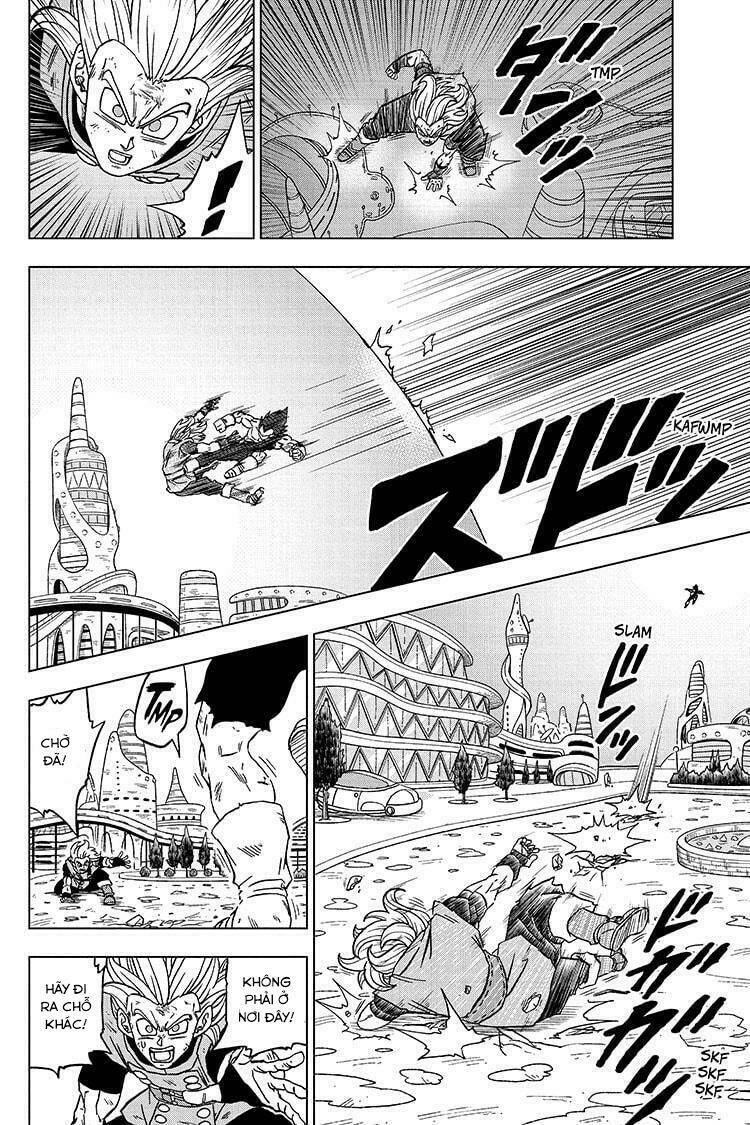 ダンッ
TMP
!
ズドッ
KAFWMP
SLAM
ドンッ
ドガガガッ
SKF
SKF
SKF
TMP
CHỜ
ĐÃ!
KHÔNG
PHẢI Ở
NƠI ĐÂY!
HÃY ĐI
RA CHỖ
KHÁC!